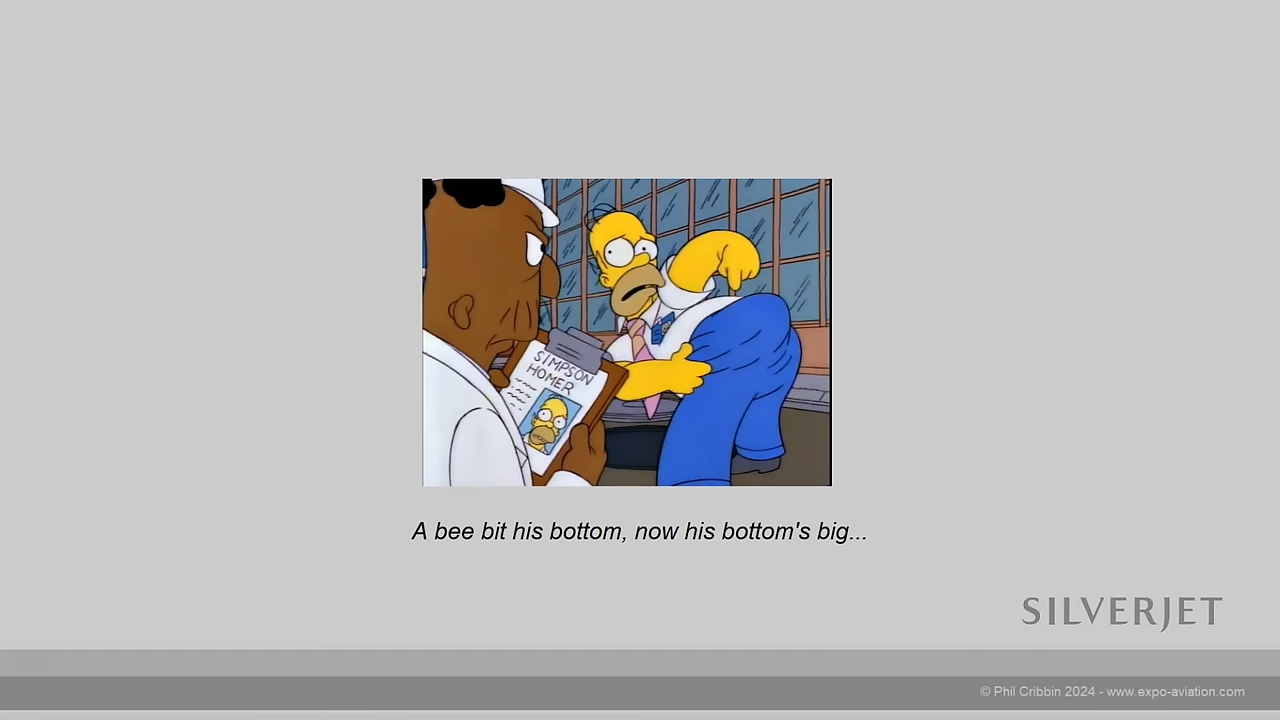 SIMPSON
HOMER
A bee bit his bottom, now his bottom's big...
SILVERJET
© Phil Cribbin 2024 - www.expo-aviation.com